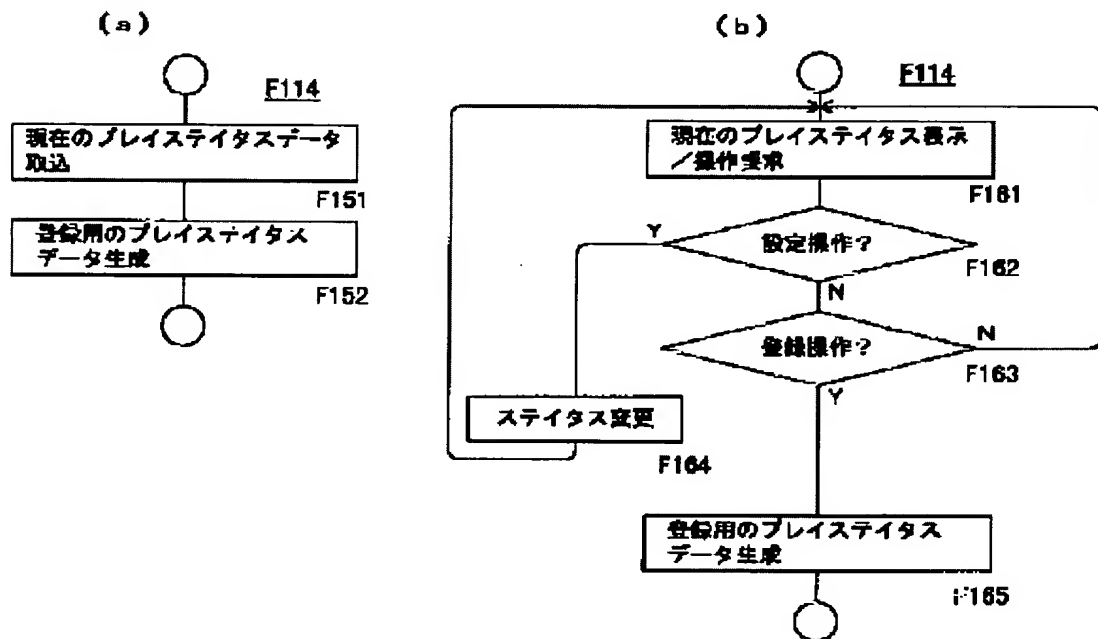 (a)
F114
現在のプレイステイタスデータ
取込
F151
登録用のプレイステイタス
データ生成
F152
(b)
F114
現在のプレイステイタス表示
／操作要求
F161
設定操作?
Y
F162
N
登録操作?
N
F163
Y
ステイタス変更
F164
登録用のプレイステイタス
データ生成
F165